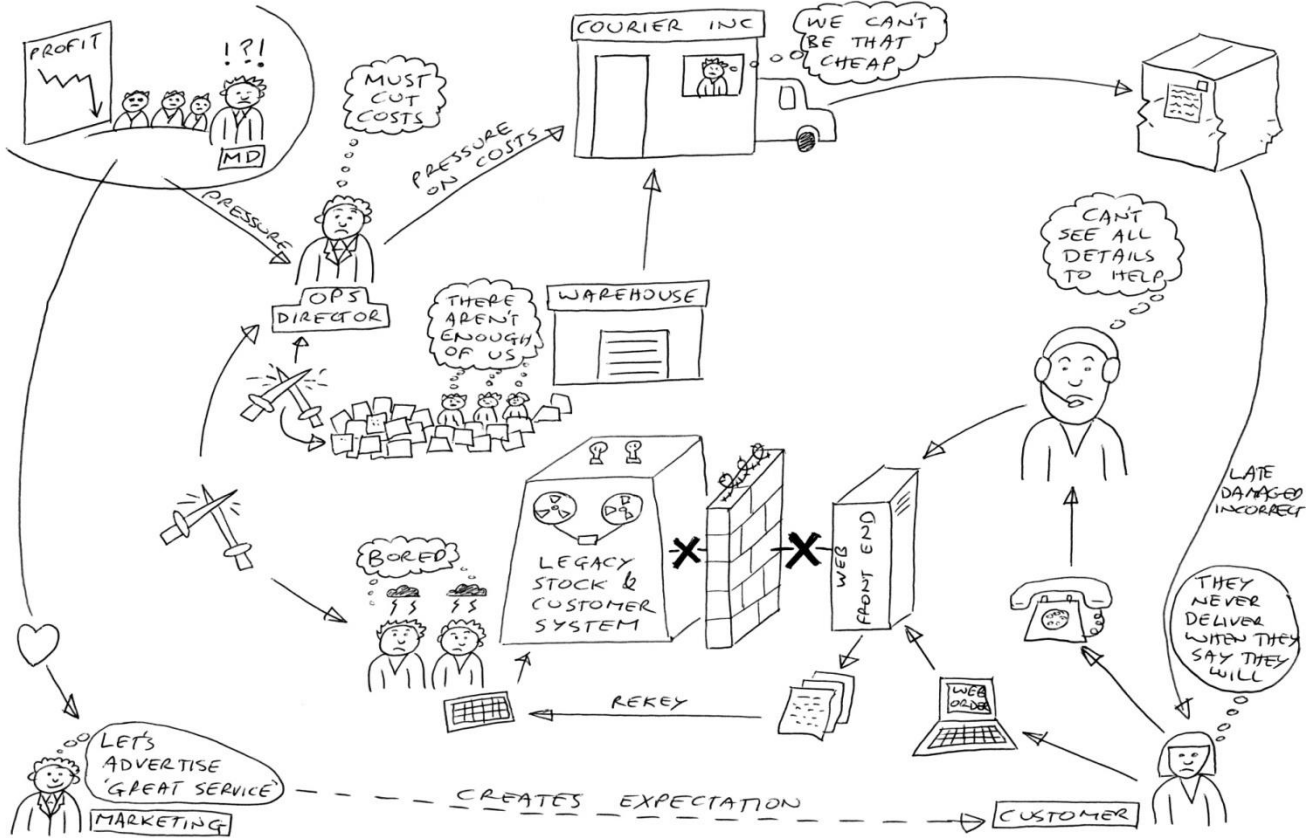 PROFIT
!?!
MD
MUST
CUT
COSTS
PRESSURE
PRESSURE
ON COSTS
COURIER INC
WE CAN'T
BE THAT
CHEAP
OPS
DIRECTOR
THERE
AREN'T
ENOUGH
OF US
WAREHOUSE
CAN'T
SEE ALL
DETAILS
TO HELP
LATE
DAMAGED
INCORRECT
BORED
LEGACY
STOCK &
CUSTOMER
SYSTEM
WEB
FRONT END
THEY
NEVER
DELIVER
WHEN THEY
SAY THEY
WILL
REKEY
WEB
ORDER
LET'S
ADVERTISE
'GREAT SERVICE'
MARKETING
CREATES EXPECTATION
CUSTOMER